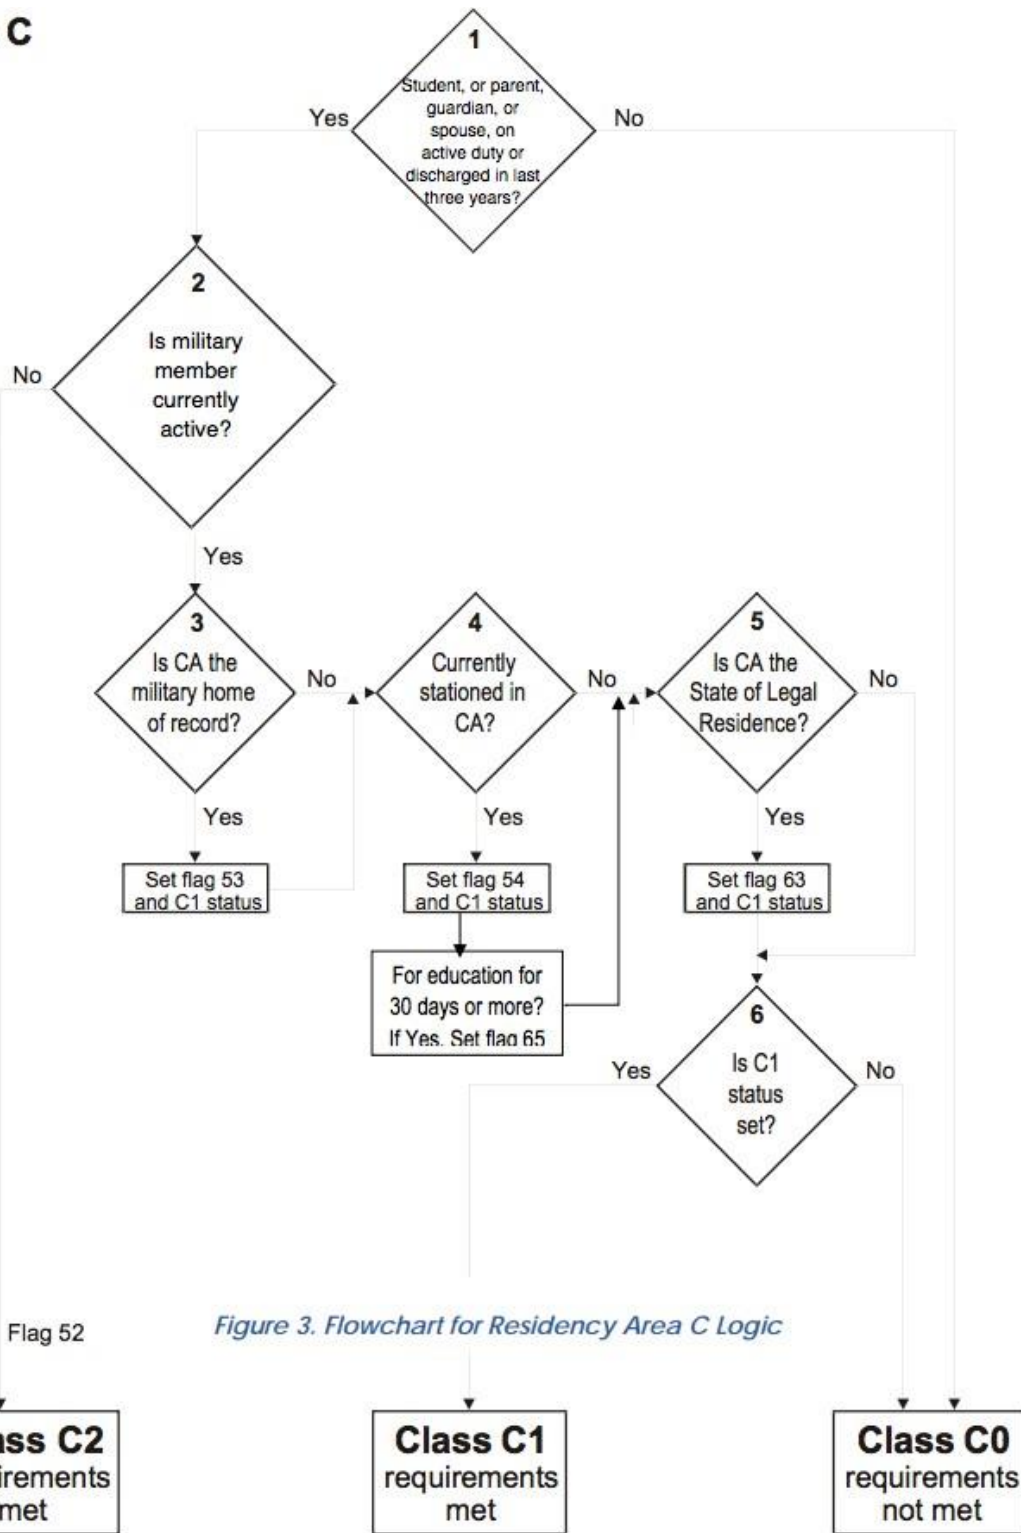 C
1
Student, or parent,
guardian, or
spouse, on
active duty or
discharged in last
three years?
Yes
No
2
Is military
member
currently
active?
No
Yes
3
Is CA the
military home
of record?
No
Yes
4
Currently
stationed in
CA?
No
Yes
5
Is CA the
State of Legal
Residence?
No
Yes
Set flag 53
and C1 status
Set flag 54
and C1 status
Set flag 63
and C1 status
For education for
30 days or more?
If Yes. Set flag 65
6
Is C1
status
set?
Yes
No
Flag 52
Figure 3. Flowchart for Residency Area C Logic
ass C2
irements
met
Class C1
requirements
met
Class C0
requirements
not met